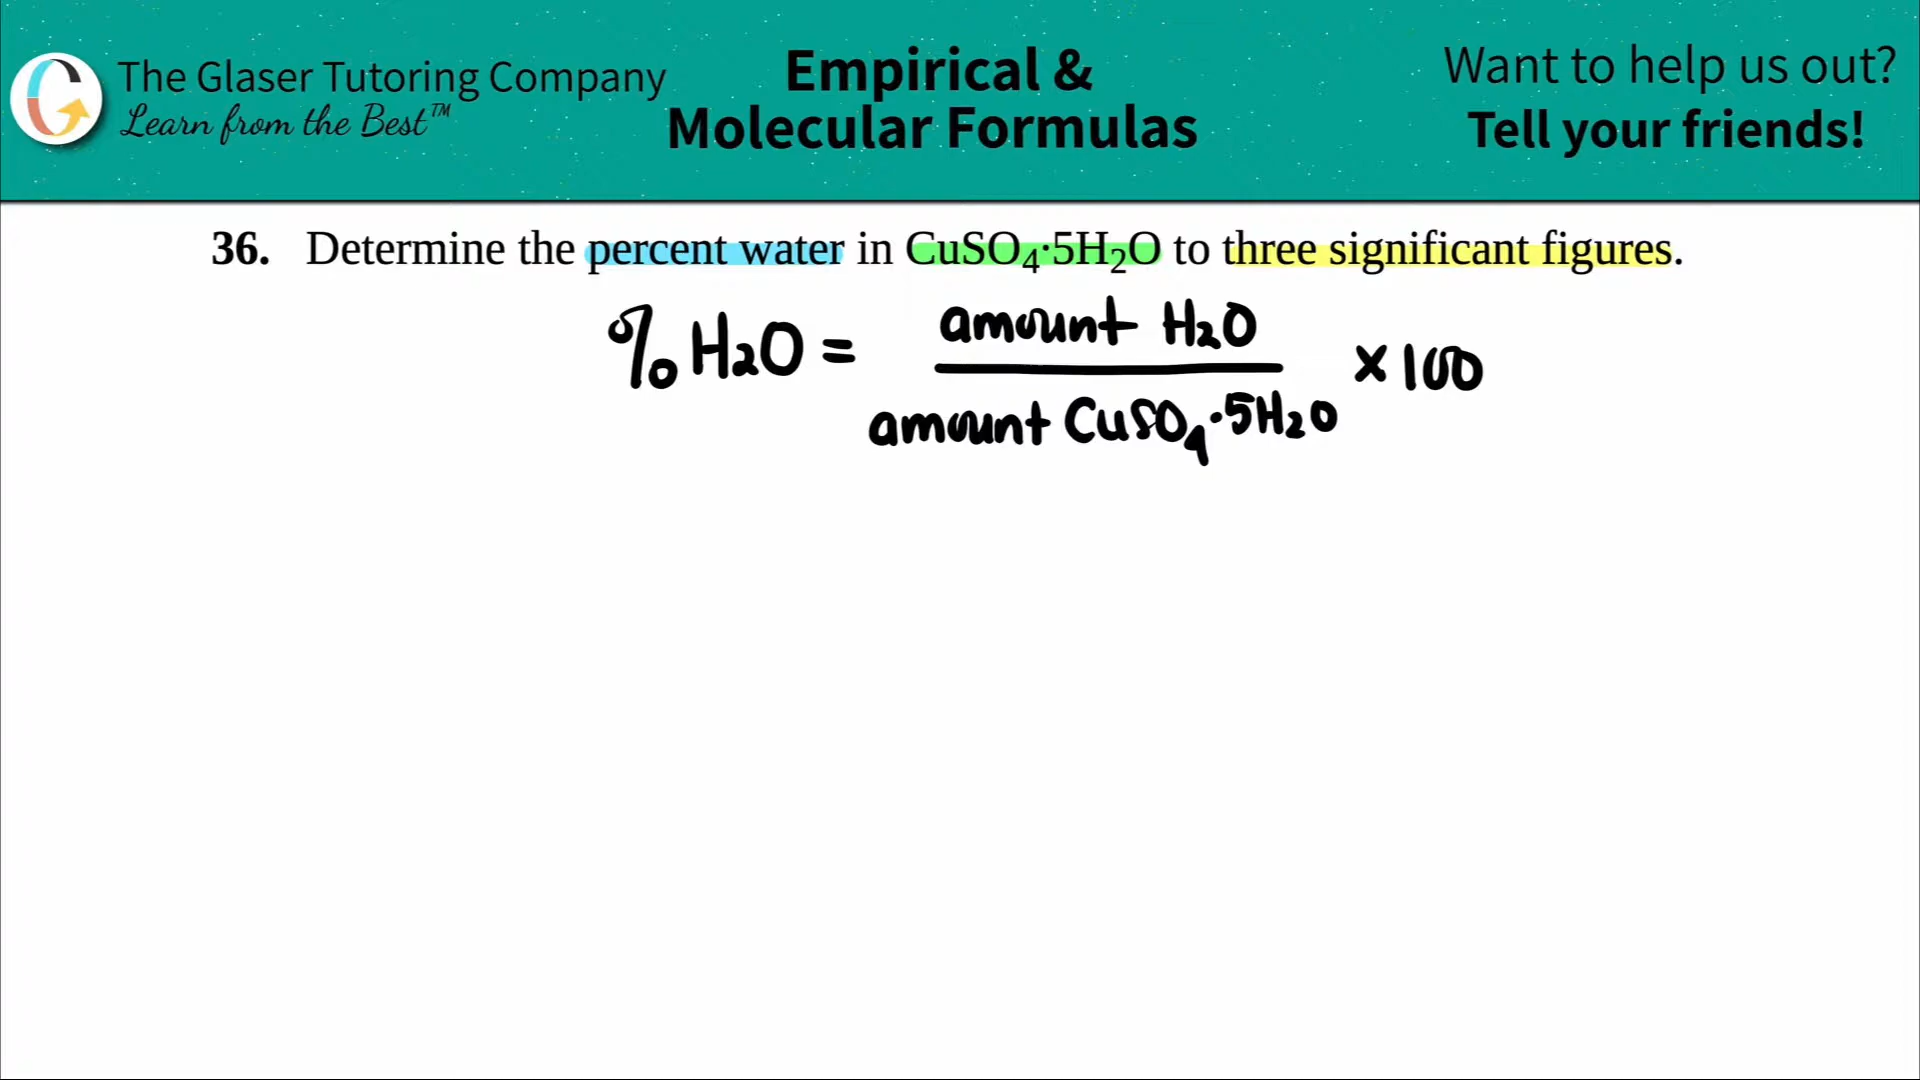 The Glaser Tutoring Company
Learn from the Best™
Empirical &
Molecular Formulas
Want to help us out?
Tell your friends!
36. Determine the percent water in CuSO₄·5H₂O to three significant figures.
% H₂O = amount H₂O / amount CuSO₄·5H₂O × 100